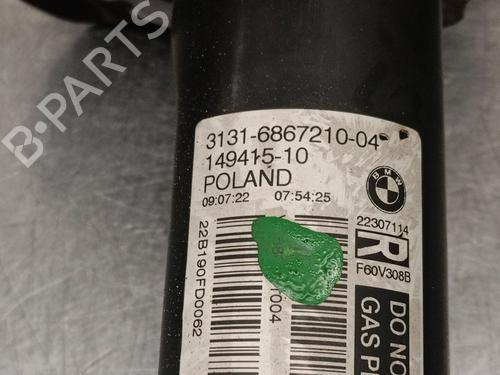 B-PARTS
3131-6867210-04
149415-10
POLAND
09:07:22 07:54:25
BMW
22307114
R
F60V308B
22B190FD0062
1004
DO NO
GAS P